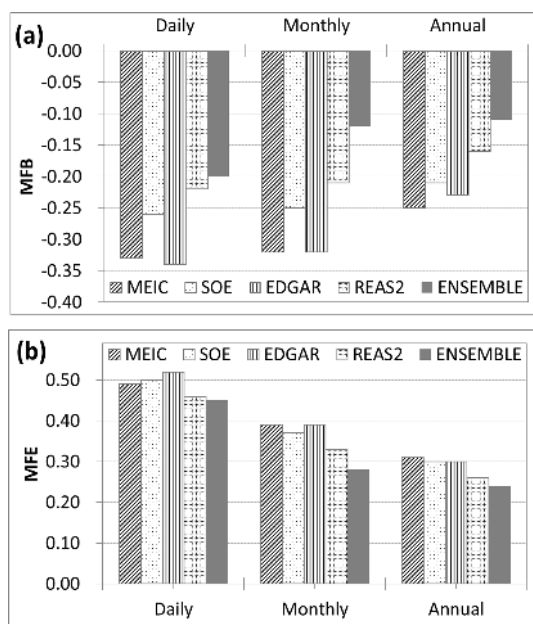 (a)
Daily Monthly Annual
0.00
-0.05
-0.10
-0.15
-0.20
-0.25
-0.30
-0.35
-0.40
MFB
MEIC SOE EDGAR REAS2 ENSEMBLE
(b)
MEIC SOE EDGAR REAS2 ENSEMBLE
0.50
0.40
0.30
0.20
0.10
0.00
MFE
Daily Monthly Annual